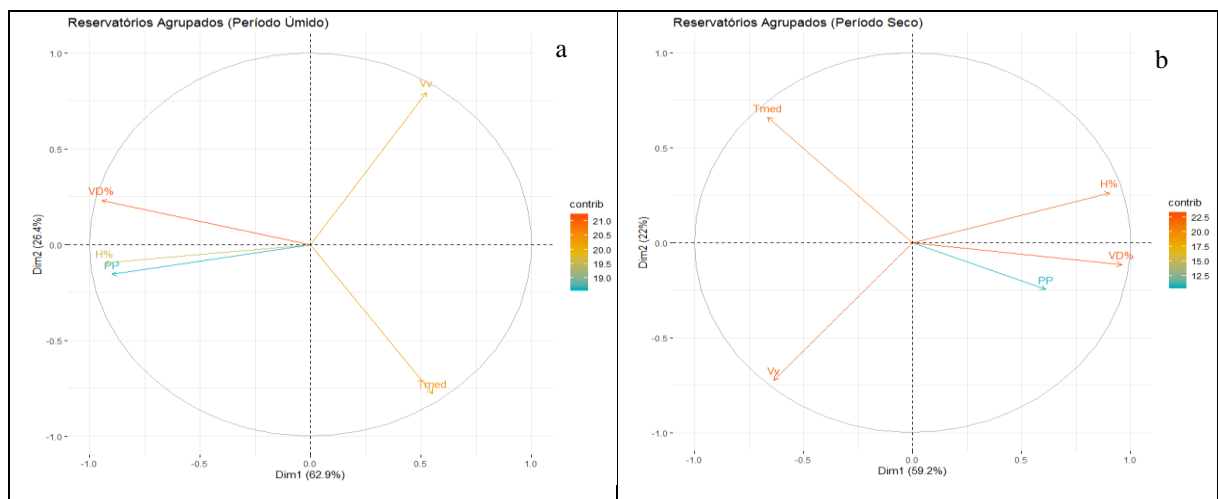 Reservatórios Agrupados (Período Úmido)
a
1.0
0.5
0.0
-0.5
-1.0
Dim2 (26.4%)
Vv
VD%
H%
PP
Tmed
-1.0 -0.5 0.0 0.5 1.0
Dim1 (62.9%)
contrib
21.0
20.5
20.0
19.5
19.0
Reservatórios Agrupados (Período Seco)
b
1.0
0.5
0.0
-0.5
-1.0
Dim2 (22%)
Tmed
H%
VD%
PP
Vv
-1.0 -0.5 0.0 0.5 1.0
Dim1 (59.2%)
contrib
22.5
20.0
17.5
15.0
12.5